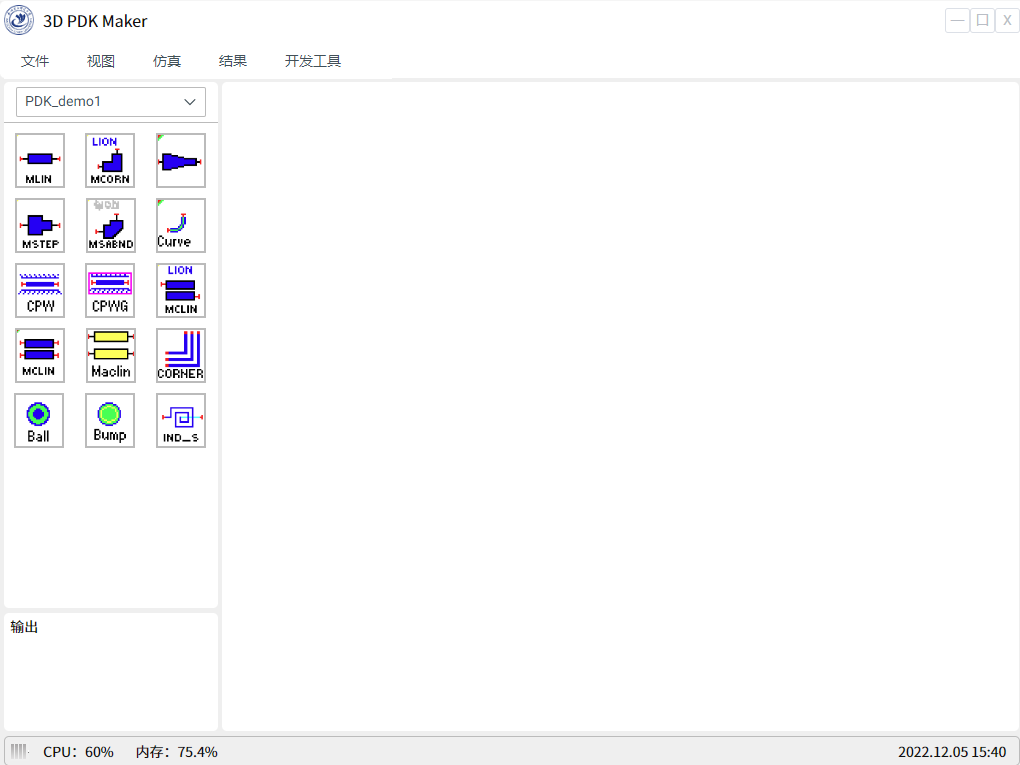 3D PDK Maker
文件 视图 仿真 结果 开发工具
PDK_demo1
MLIN
LION
MCORN
MSTEP
MSABND
Curve
CPW
CPWG
LION
MCLIN
MCLIN
Maclin
CORNER
Ball
Bump
IND_S
输出
CPU：60% 内存：75.4% 2022.12.05 15:40